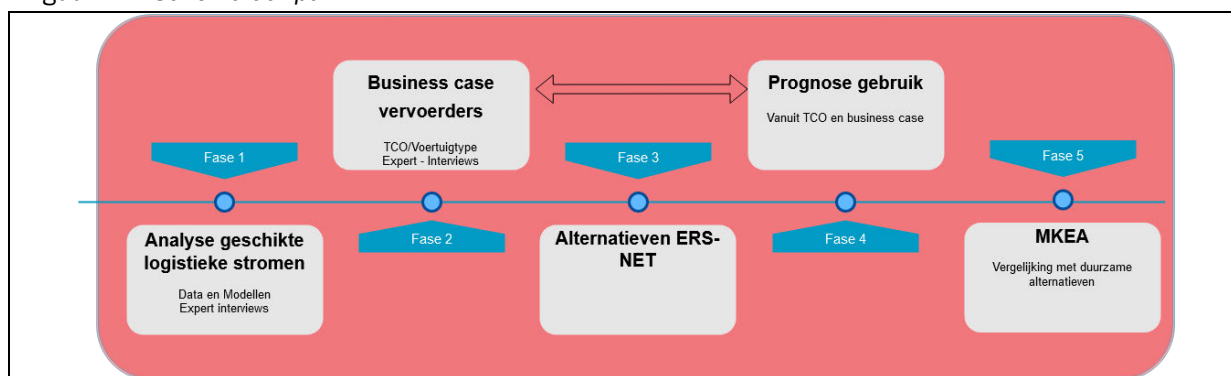 Business case
vervoerders
TCO/Voertuigtype
Expert - Interviews
Prognose gebruik
Vanuit TCO en business case
Fase 1
Fase 3
Fase 5
Analyse geschikte
logistieke stromen
Data en Modellen
Expert interviews
Fase 2
Alternatieven ERS-
NET
Fase 4
MKEA
Vergelijking met duurzame
alternatieven